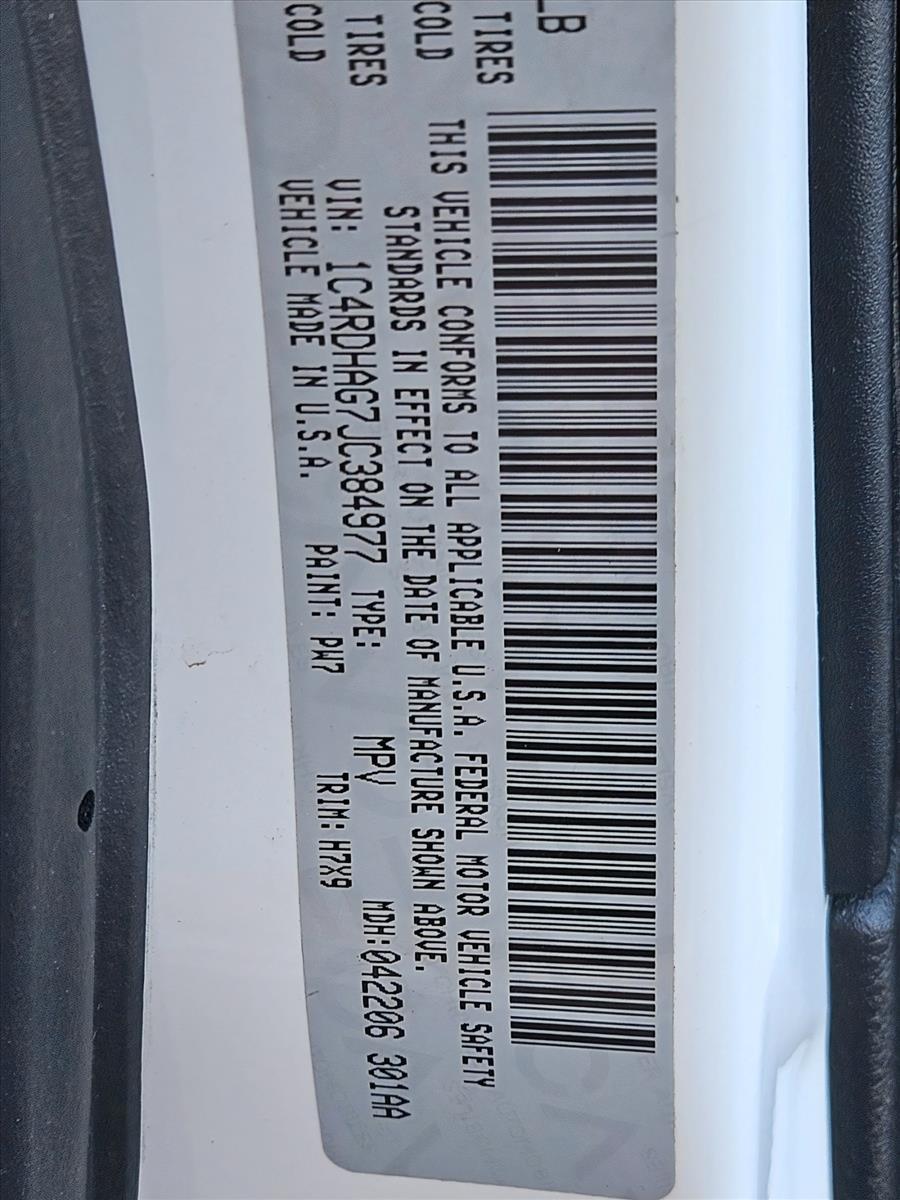 LB
TIRES COLD
TIRES COLD
THIS VEHICLE CONFORMS TO ALL APPLICABLE U.S.A. FEDERAL MOTOR VEHICLE SAFETY
STANDARDS IN EFFECT ON THE DATE OF MANUFACTURE SHOWN ABOVE.
VIN: 1C4RDHAG7JC384977 TYPE: MPV MDH:042206 301AA
VEHICLE MADE IN U.S.A. PAINT: PW7 TRIM: H7X9